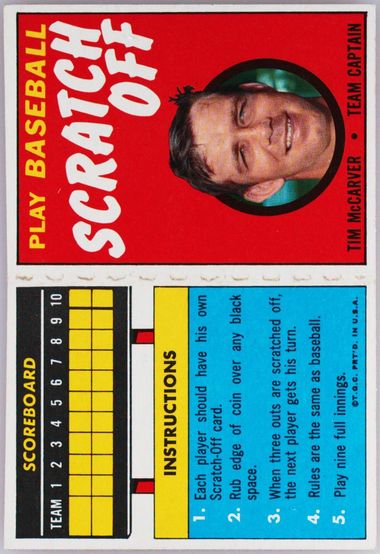 PLAY BASEBALL
SCRATCH
OFF
TIM McCARVER • TEAM CAPTAIN
SCOREBOARD
TEAM 1 2 3 4 5 6 7 8 9 10
INSTRUCTIONS
1. Each player should have his own
Scratch-Off card.
2. Rub edge of coin over any black
space.
3. When three outs are scratched off,
the next player gets his turn.
4. Rules are the same as baseball.
5. Play nine full innings.
©T.C.G. PRT'D. IN U.S.A.